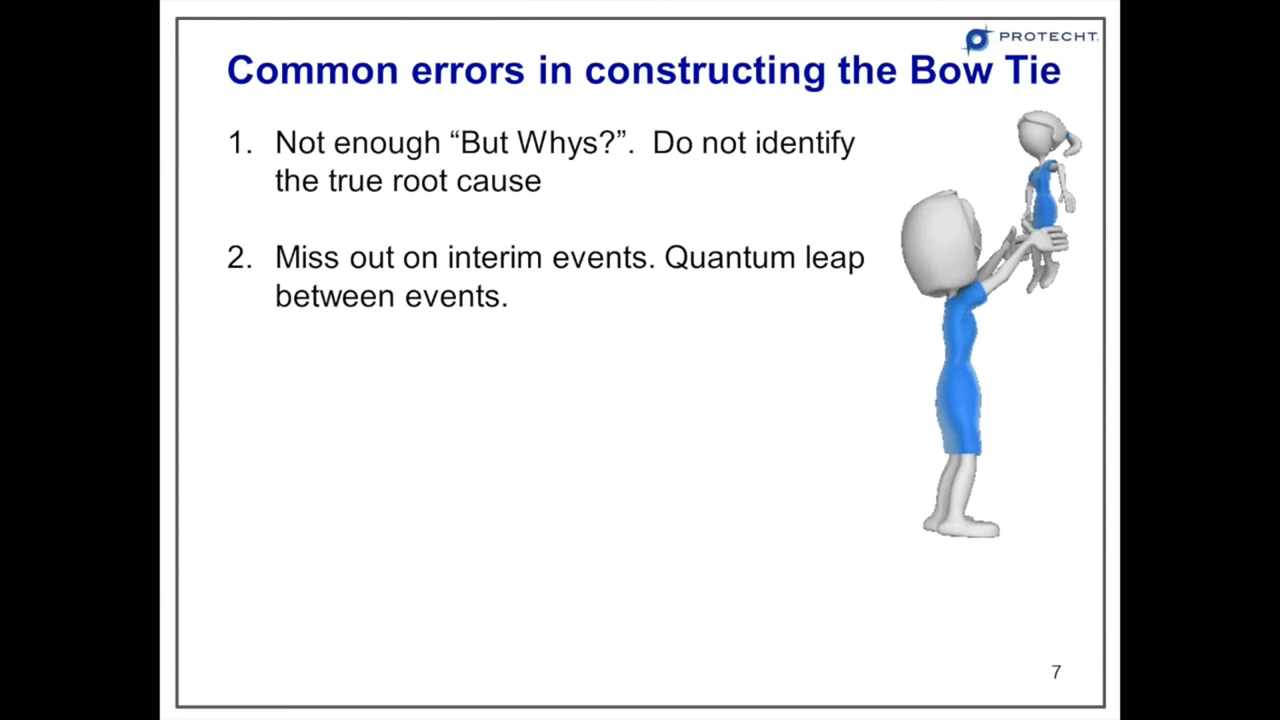 PROTECHT
Common errors in constructing the Bow Tie
1. Not enough “But Whys?”. Do not identify
the true root cause
2. Miss out on interim events. Quantum leap
between events.
7